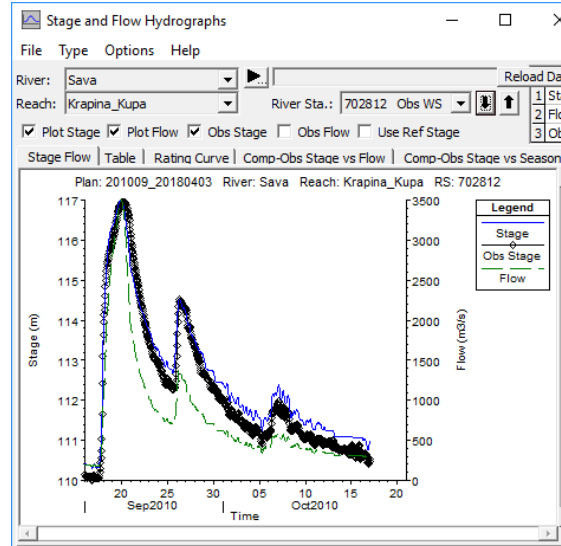 Stage and Flow Hydrographs
File Type Options Help
River: Sava Reload Da
Reach: Krapina_Kupa River Sta.: 702812 Obs WS
1 Sta
2 Flo
3 Ob
Plot Stage Plot Flow Obs Stage Obs Flow Use Ref Stage
Stage Flow Table Rating Curve Comp-Obs Stage vs Flow Comp-Obs Stage vs Season
Plan: 201009_20180403 River: Sava Reach: Krapina_Kupa RS: 702812
Legend
Stage
Obs Stage
Flow
117 3500
116 3000
115 2500
114 2000
1500
113
1000
112
111 500
110 0
Stage (m)
Flow (m3/s)
20 25 30 05 10 15 20
Sep2010 Oct2010
Time